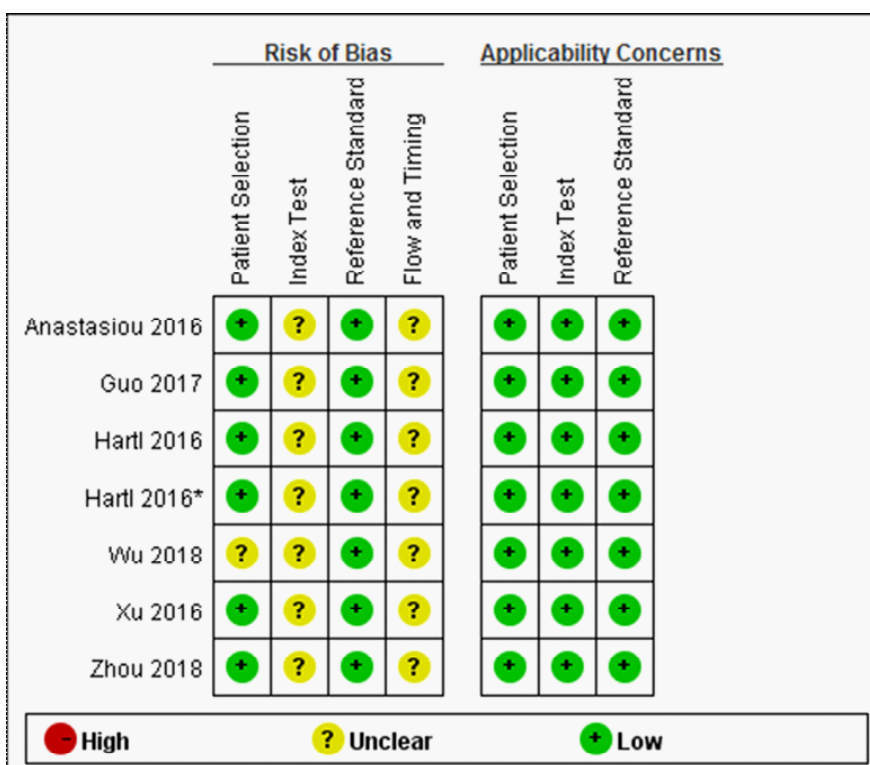 Risk of Bias
Applicability Concerns
Patient Selection
Index Test
Reference Standard
Flow and Timing
Patient Selection
Index Test
Reference Standard
Anastasiou 2016 + ? + ? + + +
Guo 2017 + ? + ? + + +
Hartl 2016 + ? + ? + + +
Hartl 2016* + ? + ? + + +
Wu 2018 ? ? + ? + + +
Xu 2016 + ? + ? + + +
Zhou 2018 + ? + ? + + +
- High ? Unclear + Low